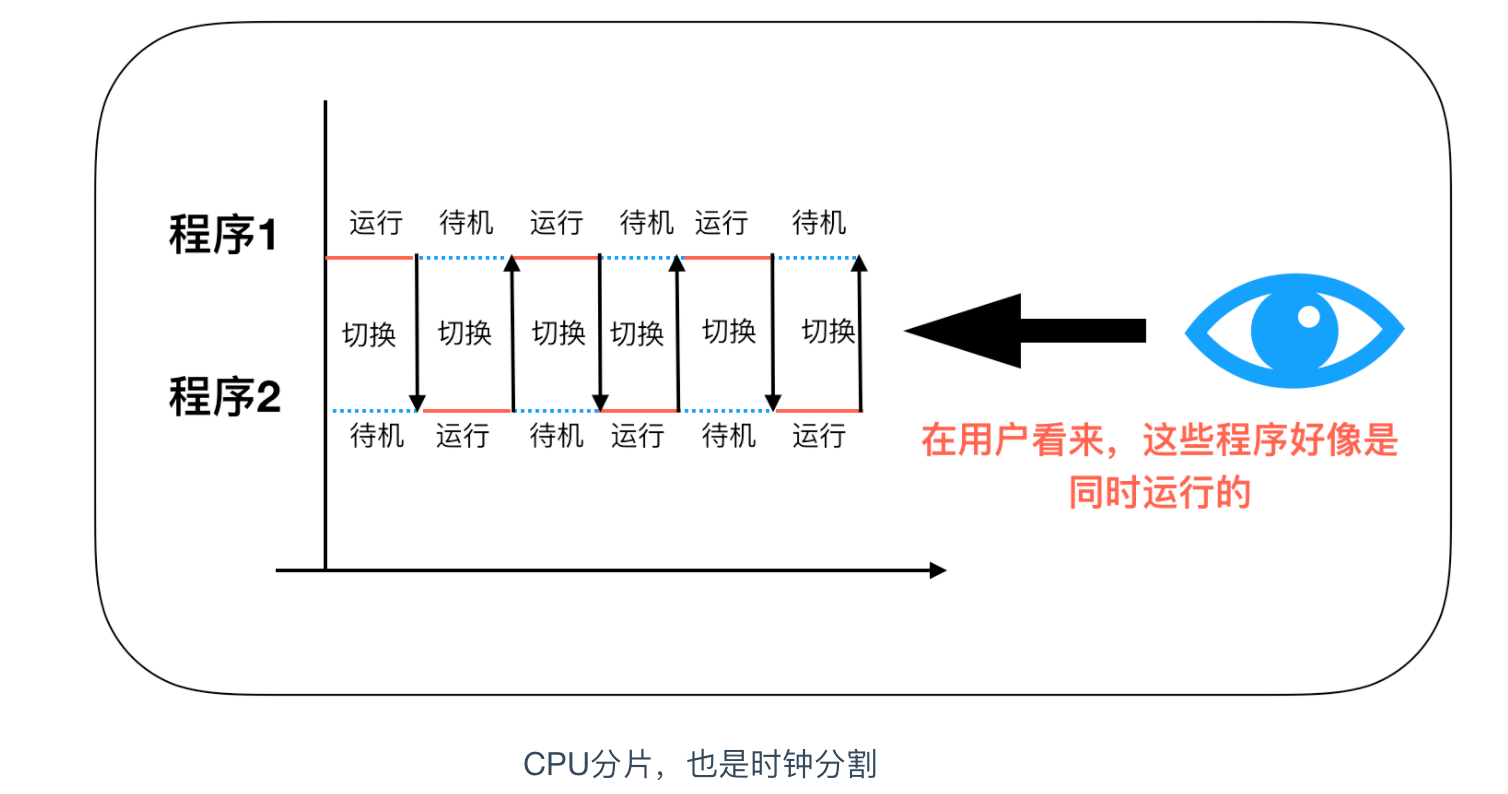 运行 待机 运行 待机 运行 待机
程序1
切换 切换 切换 切换 切换 切换
程序2
待机 运行 待机 运行 待机 运行
在用户看来，这些程序好像是
同时运行的
CPU分片，也是时钟分割